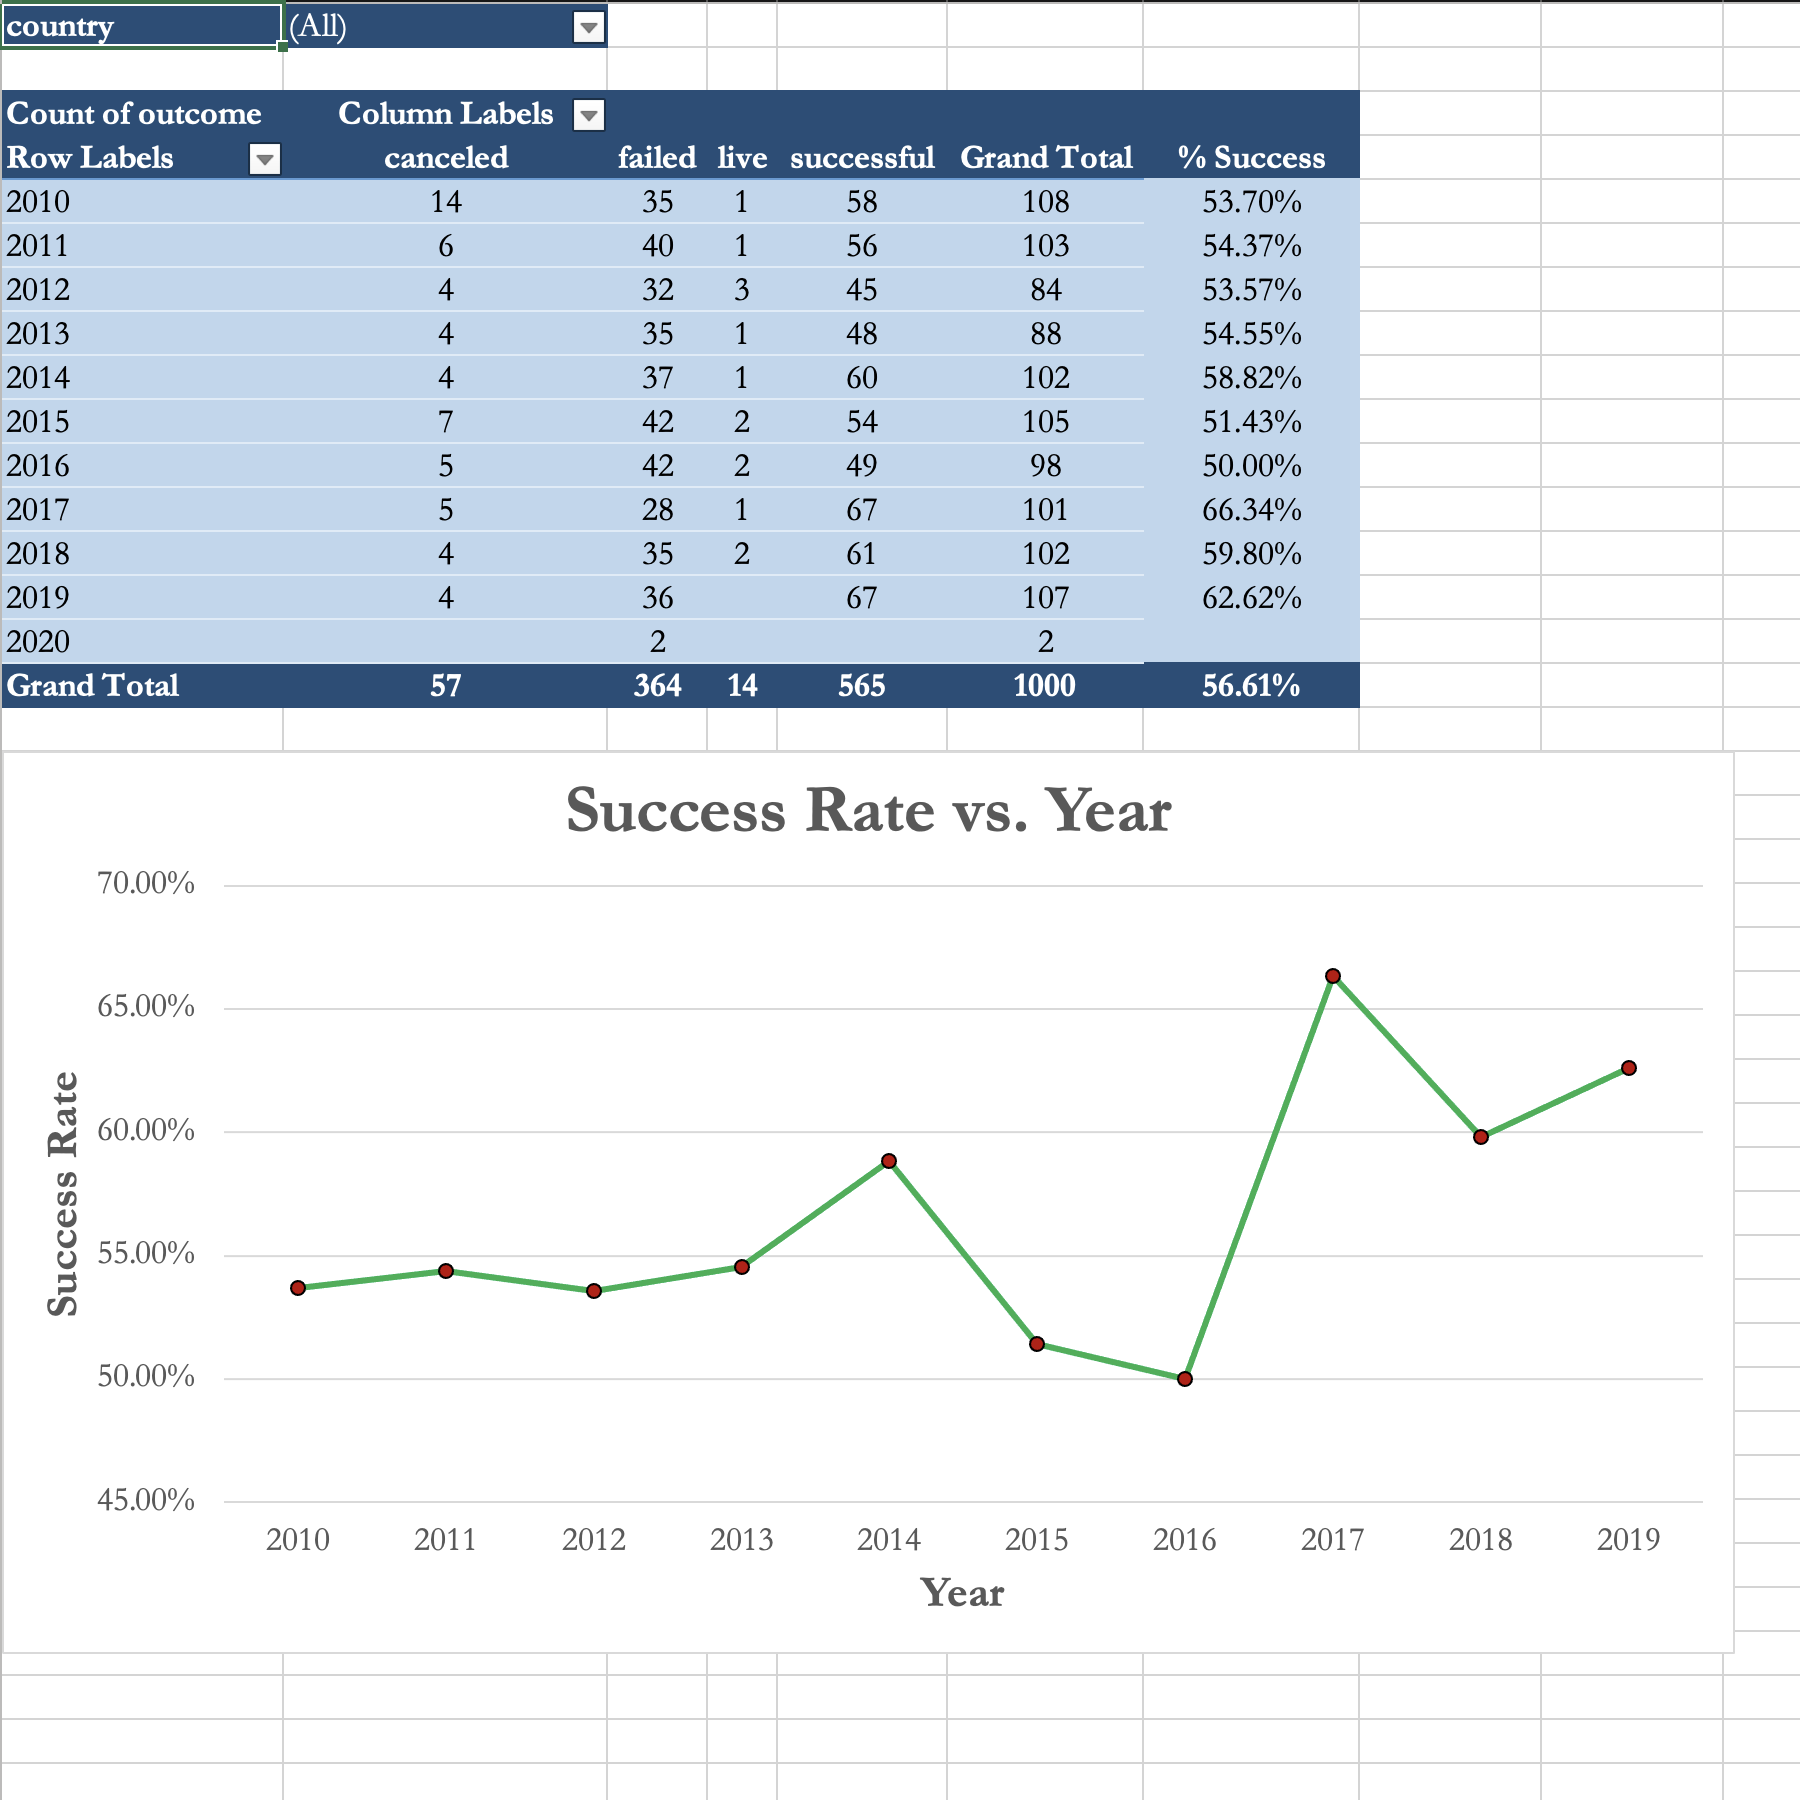 country (All)
Count of outcome Column Labels
Row Labels canceled failed live successful Grand Total % Success
2010 14 35 1 58 108 53.70%
2011 6 40 1 56 103 54.37%
2012 4 32 3 45 84 53.57%
2013 4 35 1 48 88 54.55%
2014 4 37 1 60 102 58.82%
2015 7 42 2 54 105 51.43%
2016 5 42 2 49 98 50.00%
2017 5 28 1 67 101 66.34%
2018 4 35 2 61 102 59.80%
2019 4 36 67 107 62.62%
2020 2 2
Grand Total 57 364 14 565 1000 56.61%
Success Rate vs. Year
70.00%
65.00%
60.00%
55.00%
50.00%
45.00%
Success Rate
2010 2011 2012 2013 2014 2015 2016 2017 2018 2019
Year